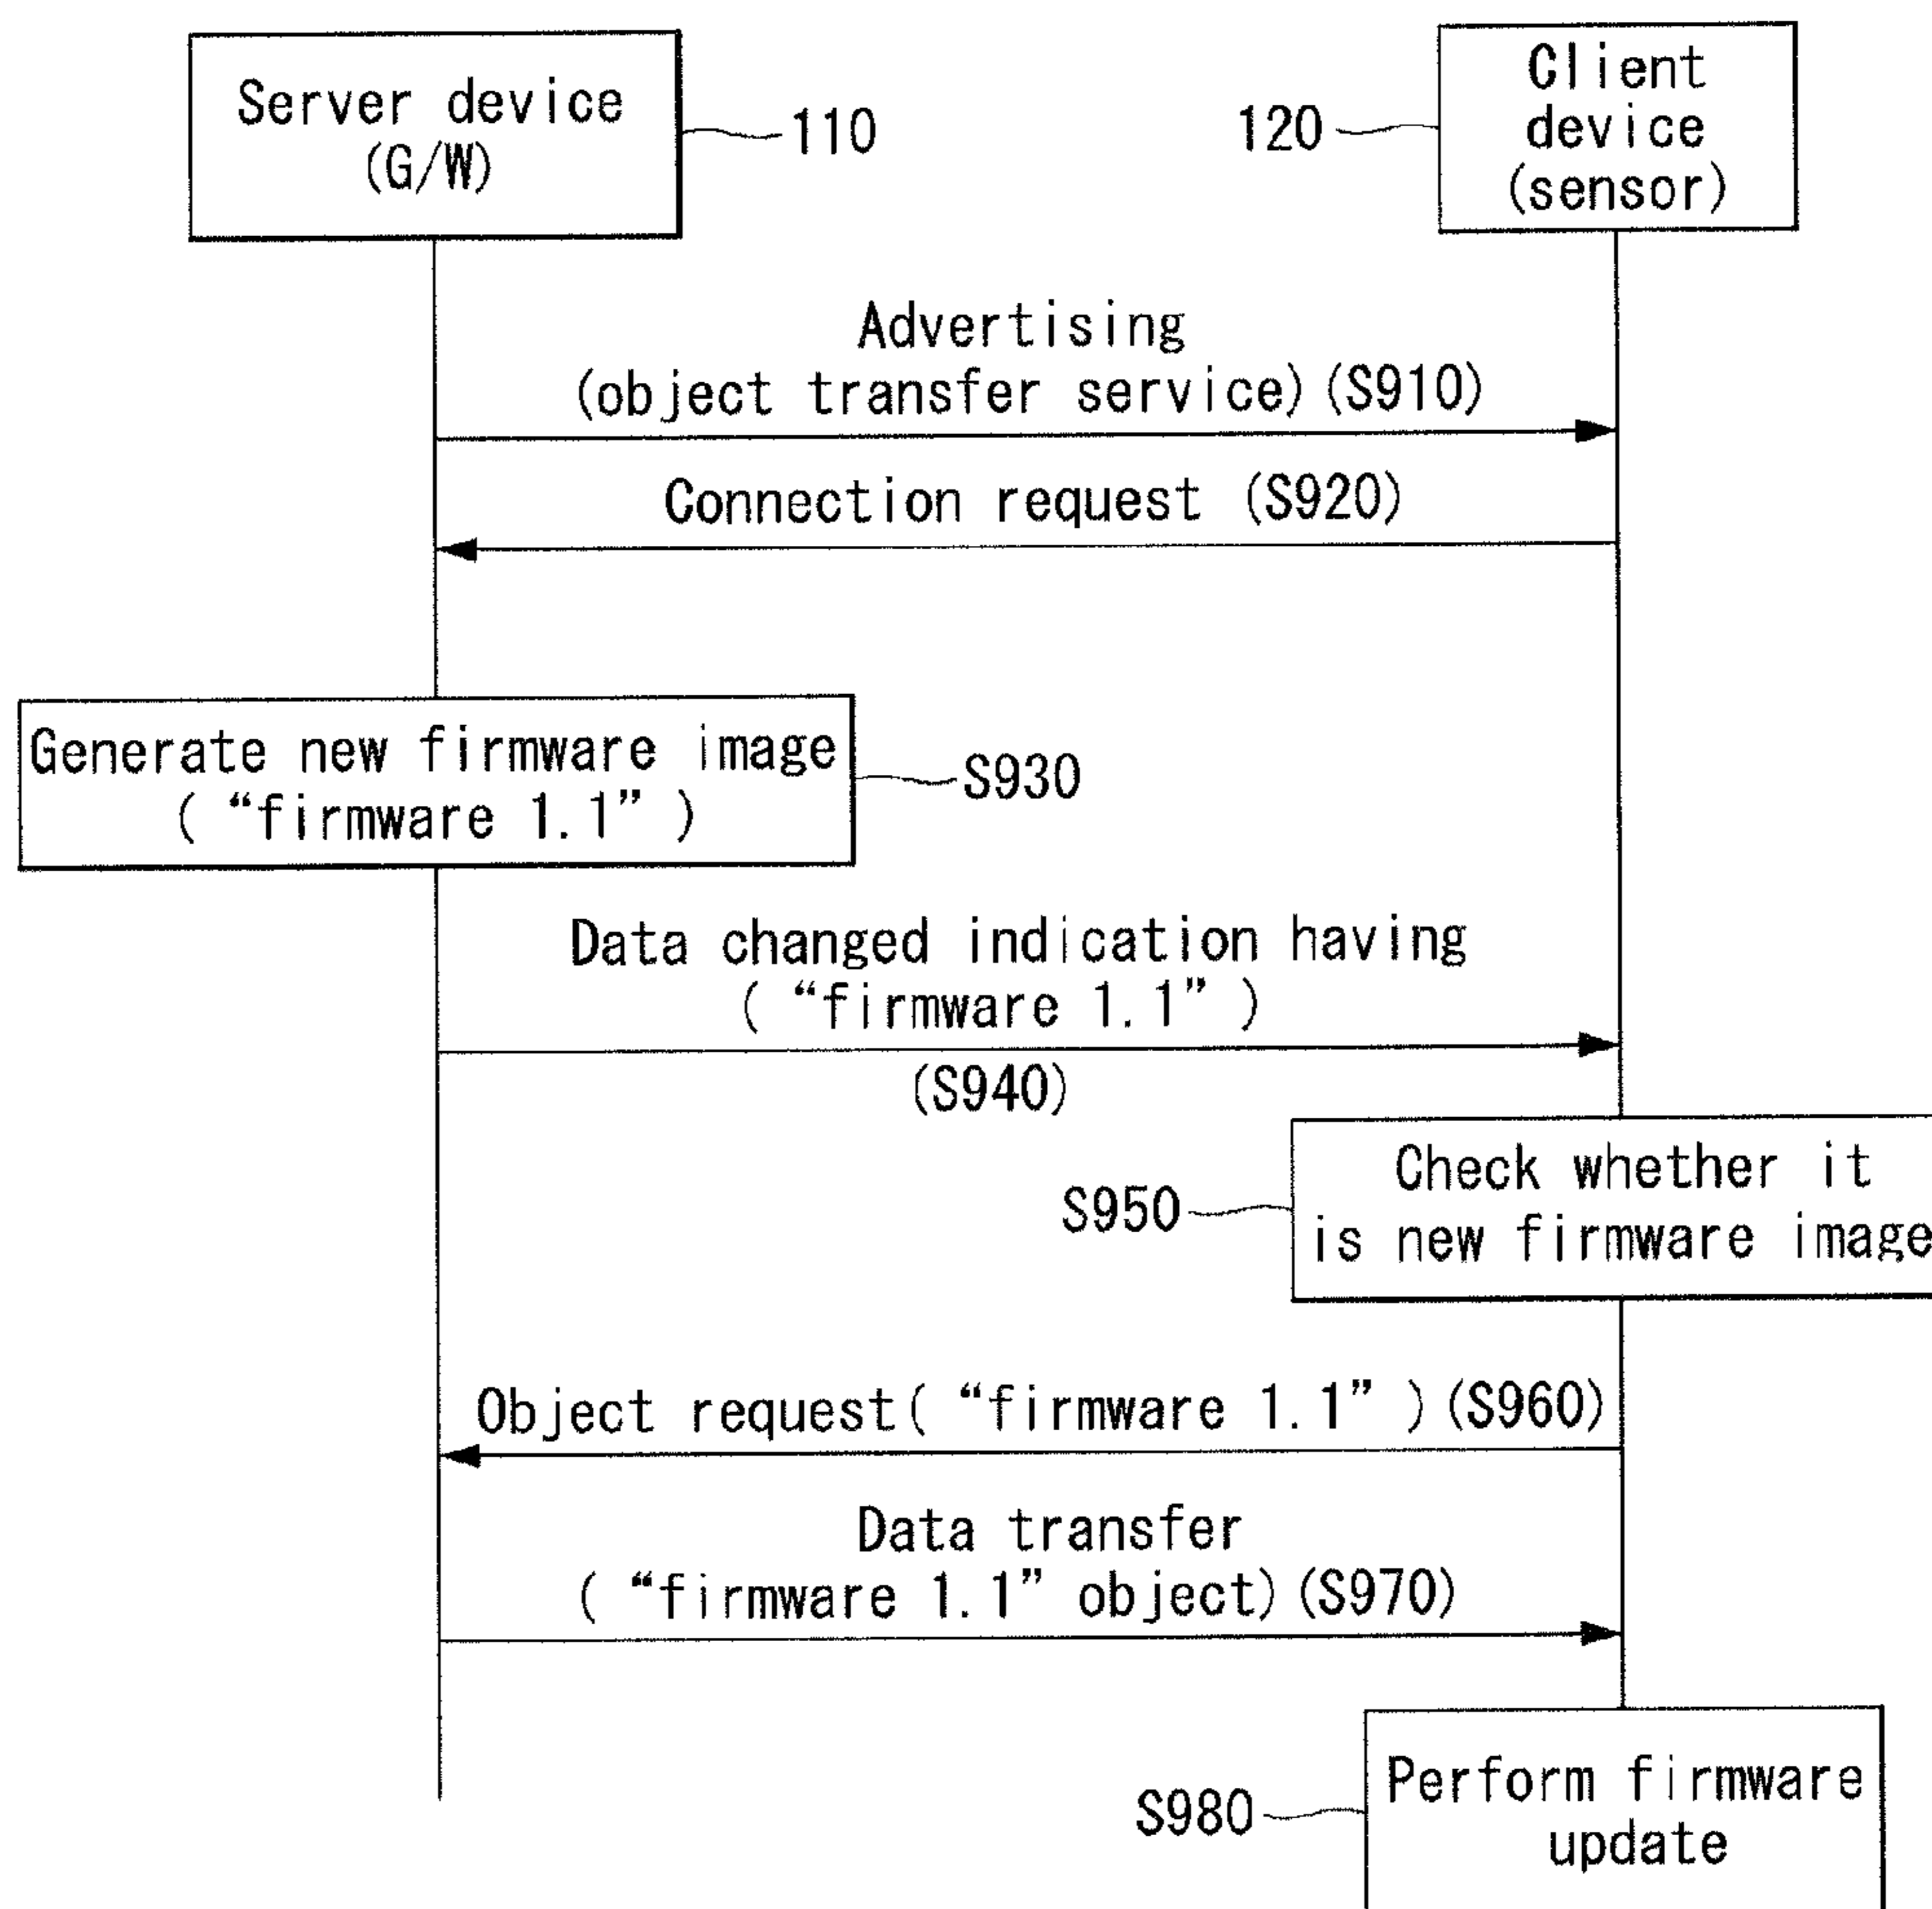 Server device
(G/W)
110
120
Client
device
(sensor)
Advertising
(object transfer service)(S910)
Connection request (S920)
Generate new firmware image
( “firmware 1.1” )
S930
Data changed indication having
( “firmware 1.1” )
(S940)
S950
Check whether it
is new firmware image
Object request( “firmware 1.1” )(S960)
Data transfer
( “firmware 1.1” object)(S970)
S980
Perform firmware
update